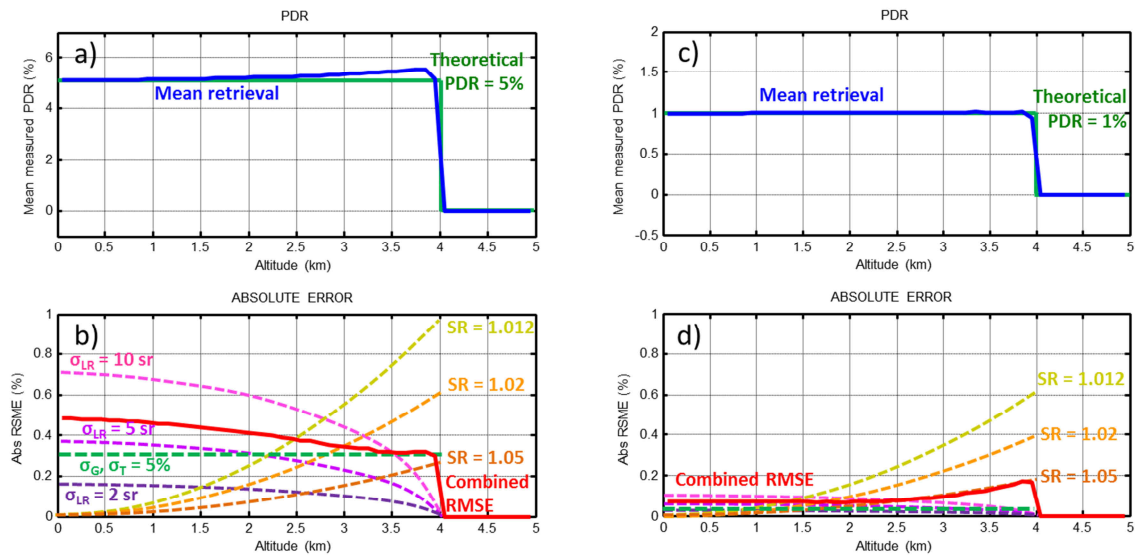 PDR
a)
Theoretical
PDR = 5%
Mean retrieval
Mean measured PDR (%)
6
4
2
0
0 0.5 1 1.5 2 2.5 3 3.5 4 4.5 5
Altitude (km)
PDR
c)
Mean retrieval
Theoretical
PDR = 1%
Mean measured PDR (%)
2
1.5
1
0.5
0
-0.5
0 0.5 1 1.5 2 2.5 3 3.5 4 4.5 5
Altitude (km)
ABSOLUTE ERROR
b)
σLR = 10 sr
σLR = 5 sr
σG, σT = 5%
σLR = 2 sr
SR = 1.012
SR = 1.02
SR = 1.05
Combined
RMSE
Abs RSME (%)
1
0.8
0.6
0.4
0.2
0
0 0.5 1 1.5 2 2.5 3 3.5 4 4.5 5
Altitude (km)
ABSOLUTE ERROR
d)
SR = 1.012
SR = 1.02
SR = 1.05
Combined RMSE
Abs RSME (%)
1
0.8
0.6
0.4
0.2
0
0 0.5 1 1.5 2 2.5 3 3.5 4 4.5 5
Altitude (km)